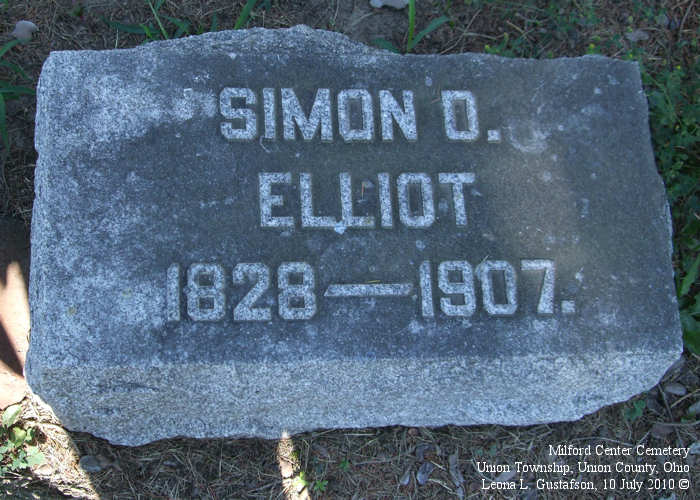 SIMON O.
ELLIOT
1828—1907.
Milford Center Cemetery
Union Township, Union County, Ohio
Leona L. Gustafson, 10 July 2010 ©